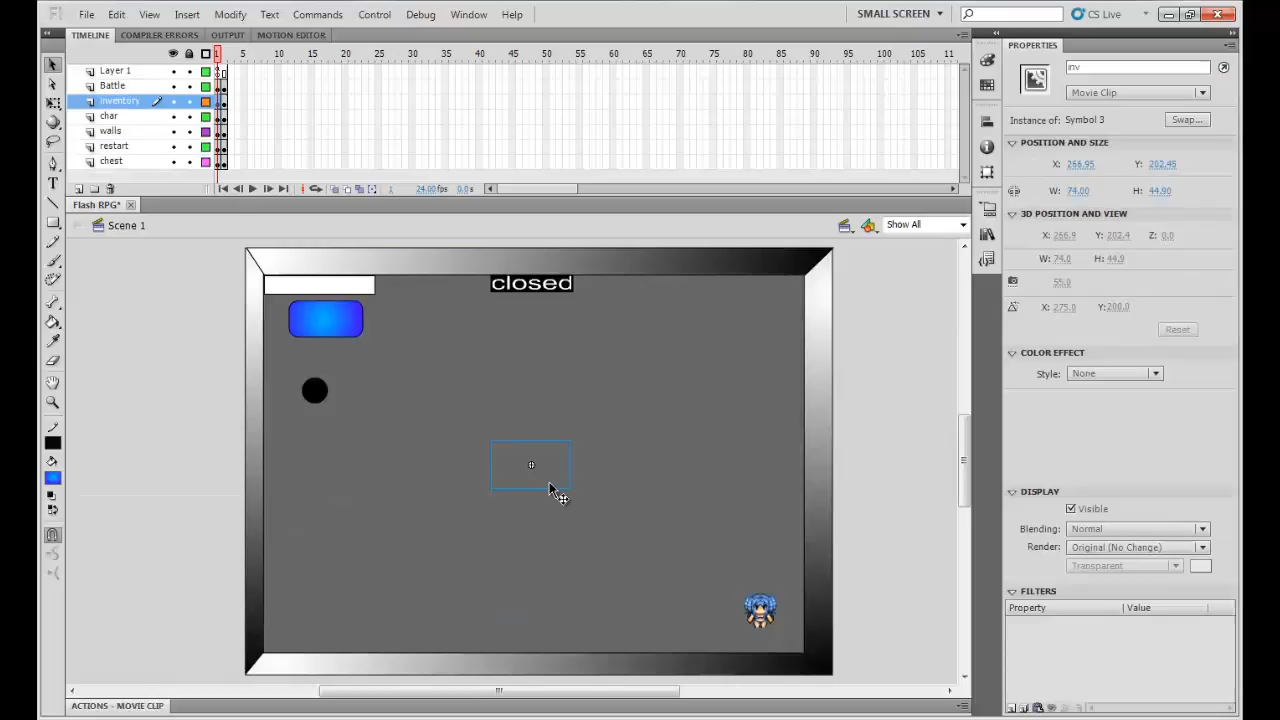 Fl File Edit View Insert Modify Text Commands Control Debug Window Help SMALL SCREEN CS Live
TIMELINE COMPILER ERRORS OUTPUT MOTION EDITOR
1 5 10 15 20 25 30 35 40 45 50 55 60 65 70 75 80 85 90 95 100 105 11
Layer 1
Battle
inventory
char
walls
restart
chest
1 24.00fps 0.0s
Flash RPG*
Scene 1 Show All
closed
ACTIONS - MOVIE CLIP
PROPERTIES
inv
Movie Clip
Instance of: Symbol 3 Swap...
POSITION AND SIZE
X: 266.95 Y: 202.45
W: 74.00 H: 44.90
3D POSITION AND VIEW
X: 266.9 Y: 202.4 Z: 0.0
W: 74.0 H: 44.9
55.0
X: 275.0 Y: 200.0
Reset
COLOR EFFECT
Style: None
DISPLAY
Visible
Blending: Normal
Render: Original (No Change)
Transparent
FILTERS
Property Value